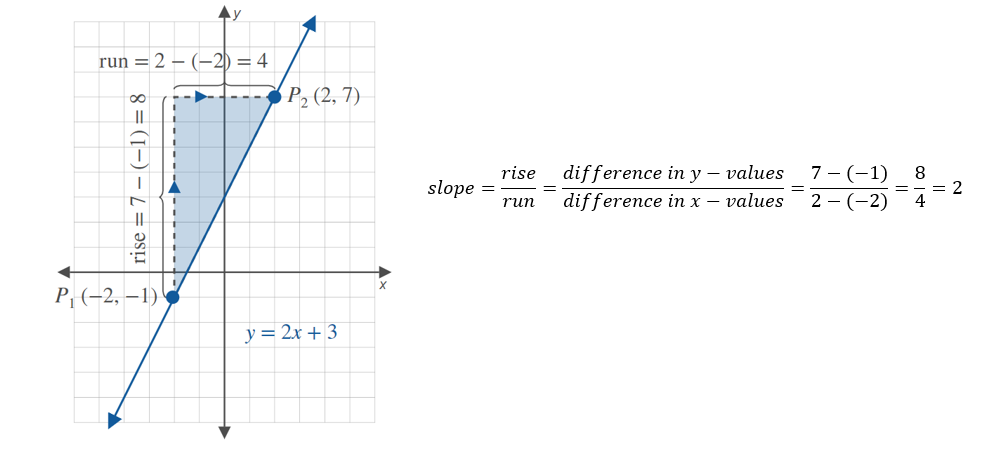 y
run = 2 − (−2) = 4
P₂ (2, 7)
rise = 7 − (−1) = 8
x
P₁ (−2, −1)
y = 2x + 3
slope = rise/run = difference in y − values/difference in x − values = 7 − (−1)/2 − (−2) = 8/4 = 2